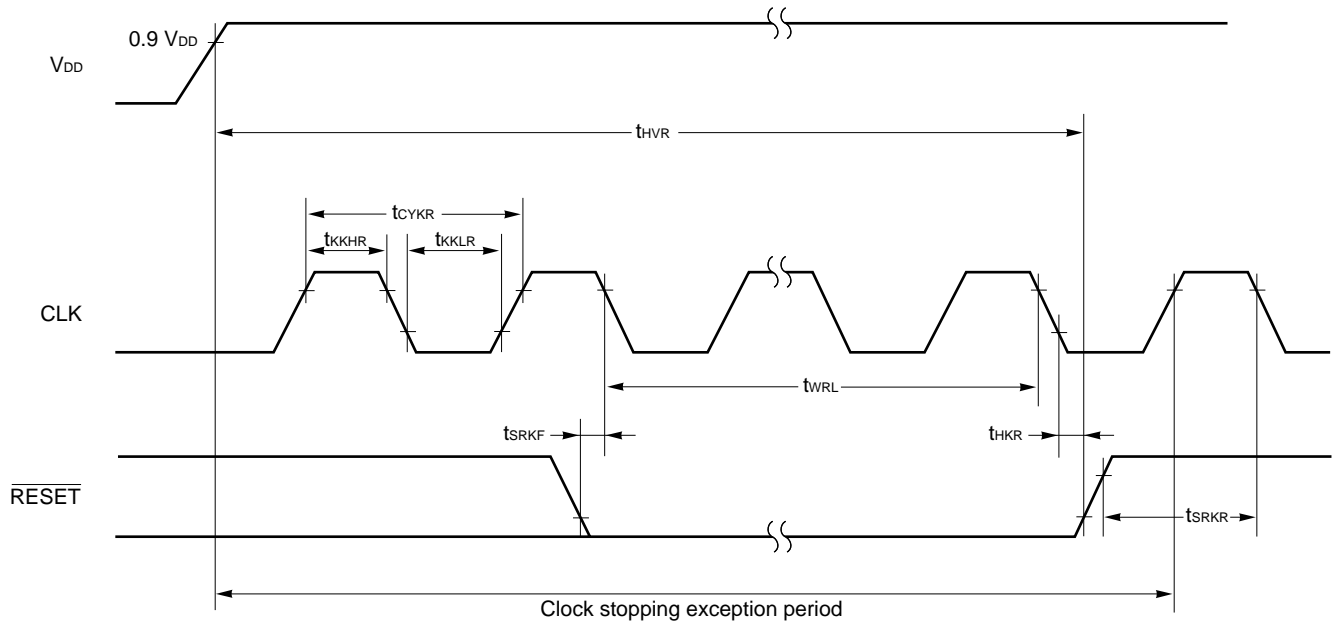 0.9 VDD
VDD
tHVR
tCYKR
tKKHR
tKKLR
CLK
tWRL
tSRKF
tHKR
RESET
tSRKR
Clock stopping exception period